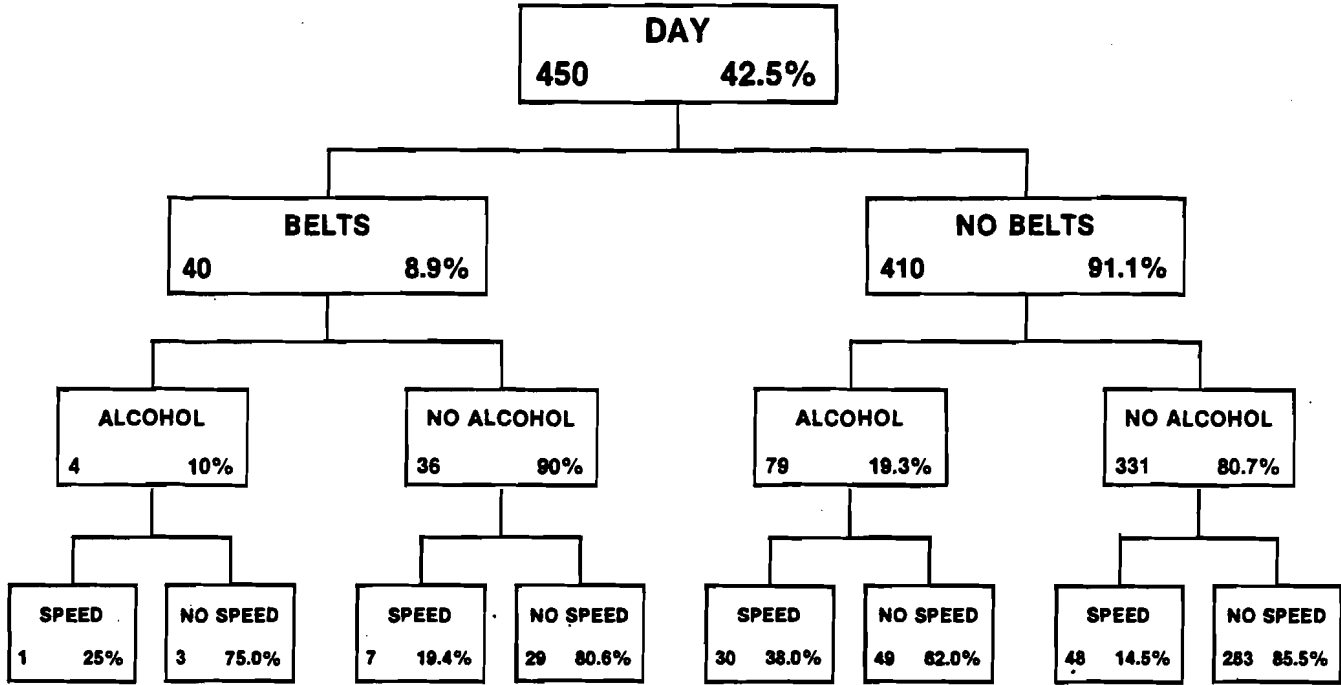 DAY
450 42.5%
BELTS
40 8.9%
NO BELTS
410 91.1%
ALCOHOL
4 10%
NO ALCOHOL
36 90%
ALCOHOL
79 19.3%
NO ALCOHOL
331 80.7%
SPEED
1 25%
NO SPEED
3 75.0%
SPEED
7 19.4%
NO SPEED
29 80.6%
SPEED
30 38.0%
NO SPEED
49 62.0%
SPEED
48 14.5%
NO SPEED
283 85.5%